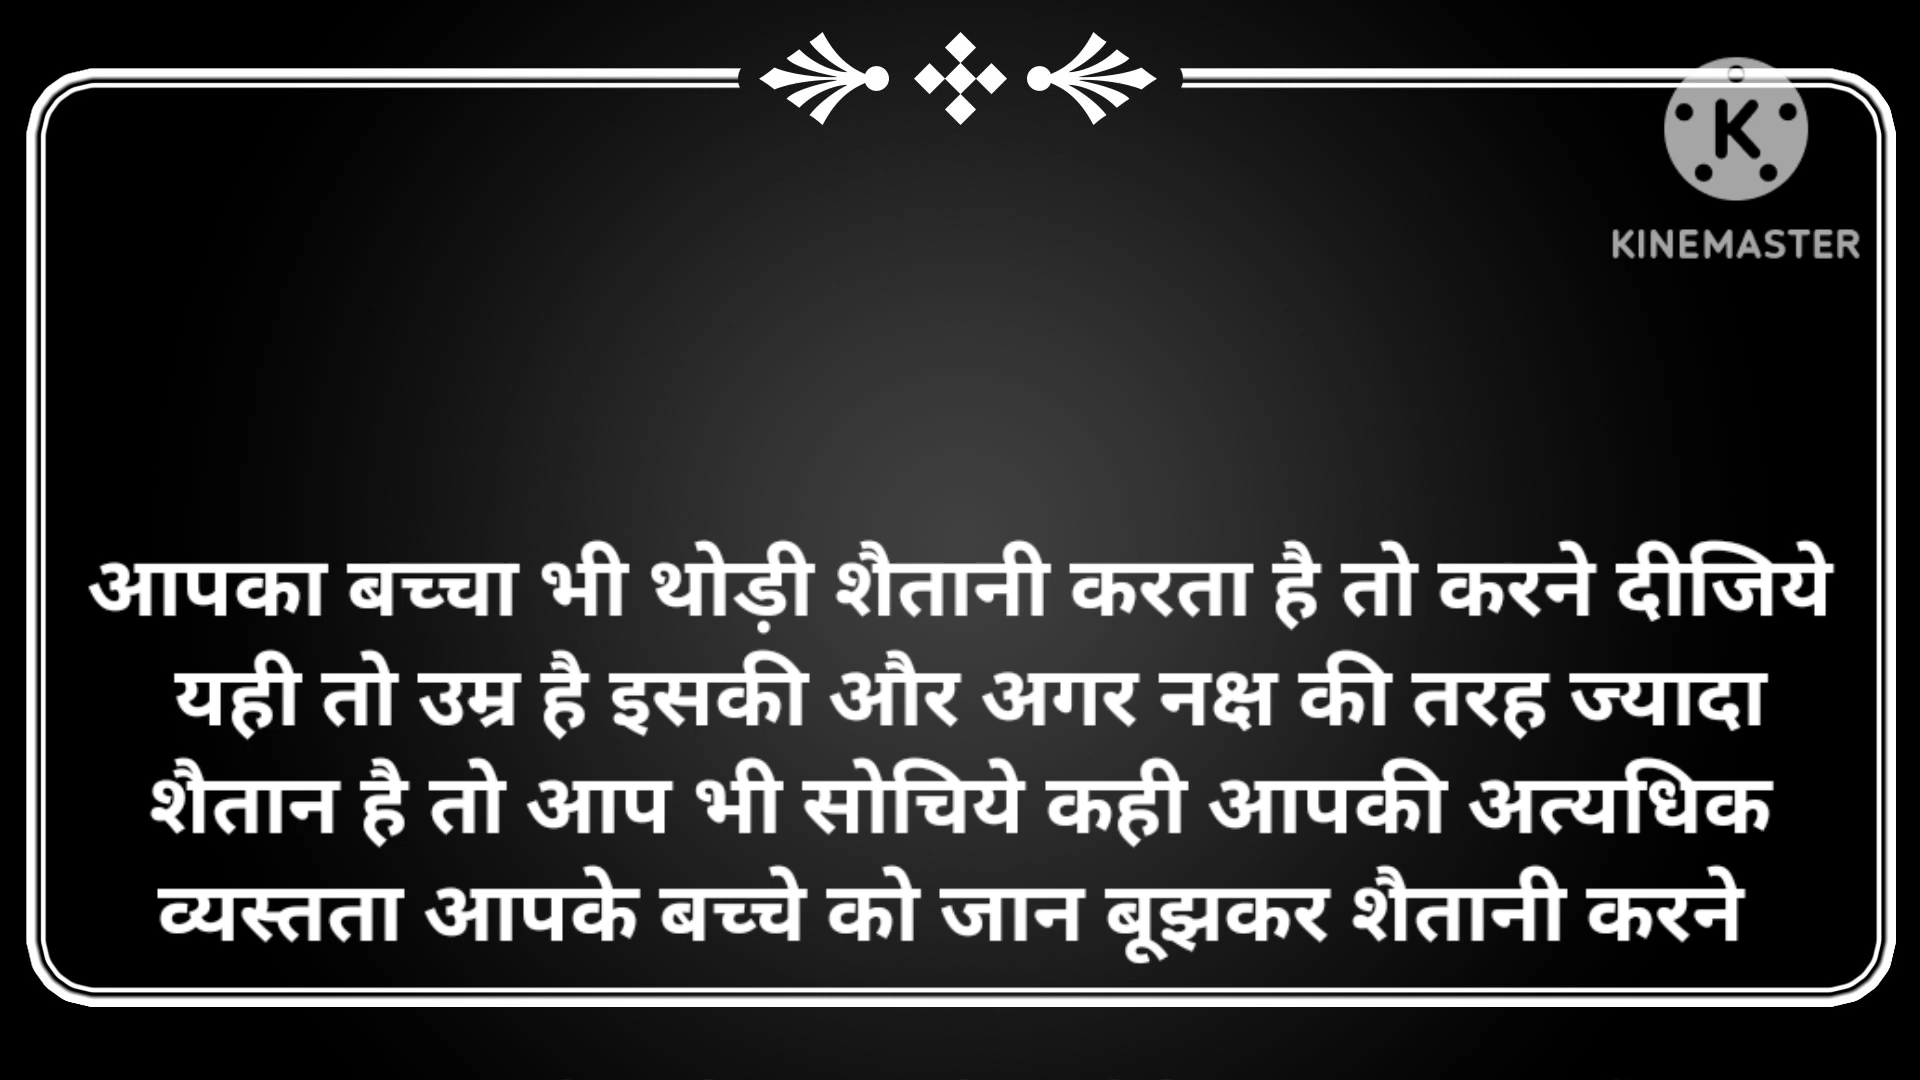 KINEMASTER
आपका बच्चा भी थोड़ी शैतानी करता है तो करने दीजिये
यही तो उम्र है इसकी और अगर नक्ष की तरह ज्यादा
शैतान है तो आप भी सोचिये कही आपकी अत्यधिक
व्यस्तता आपके बच्चे को जान बूझकर शैतानी करने